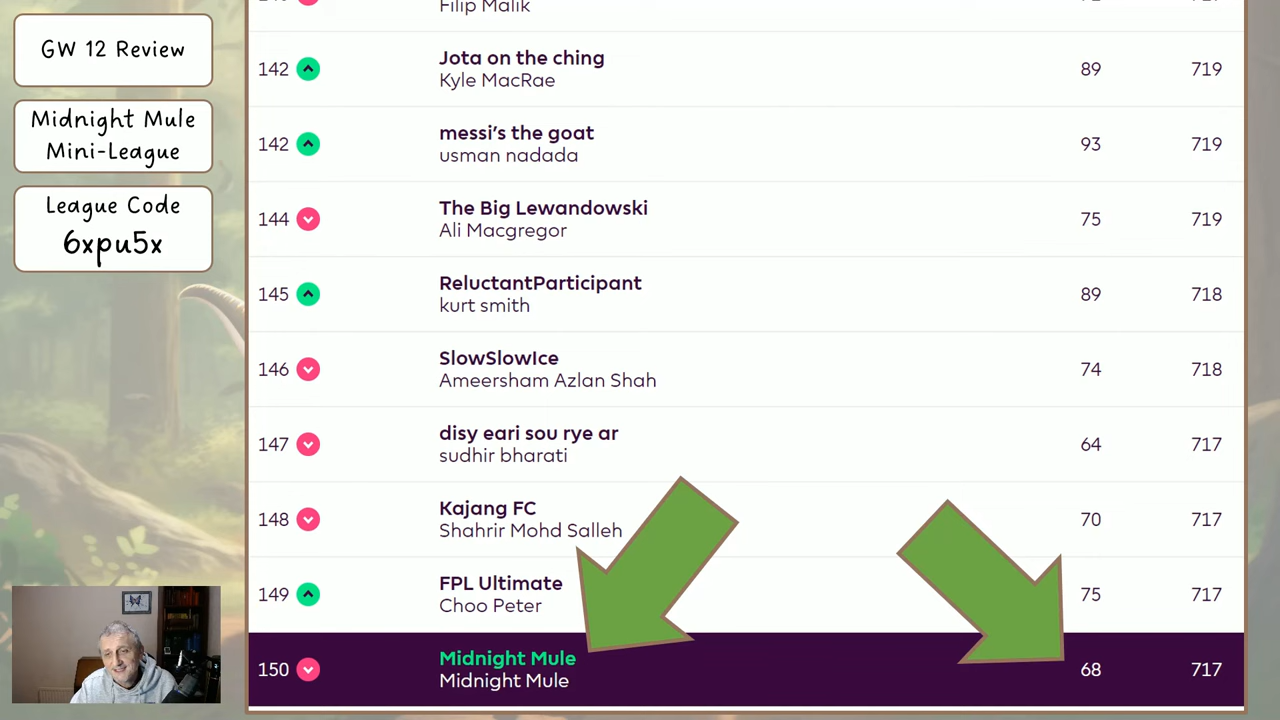 GW 12 Review
Midnight Mule
Mini-League
League Code
6xpu5x
Filip Malik
142 Jota on the ching 89 719
Kyle MacRae
142 messi's the goat 93 719
usman nadada
144 The Big Lewandowski 75 719
Ali Macgregor
145 ReluctantParticipant 89 718
kurt smith
146 SlowSlowIce 74 718
Ameersham Azlan Shah
147 disy eari sou rye ar 64 717
sudhir bharati
148 Kajang FC 70 717
Shahrir Mohd Salleh
149 FPL Ultimate 75 717
Choo Peter
150 Midnight Mule 68 717
Midnight Mule